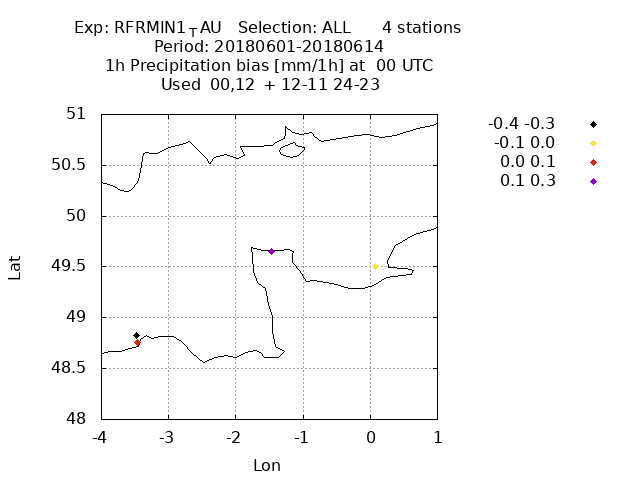 Exp: RFRMIN1TAU Selection: ALL 4 stations
Period: 20180601-20180614
1h Precipitation bias [mm/1h] at 00 UTC
Used 00,12 + 12-11 24-23
51
50.5
50
49.5
49
48.5
48
Lat
-4 -3 -2 -1 0 1
Lon
-0.4 -0.3
-0.1 0.0
0.0 0.1
0.1 0.3